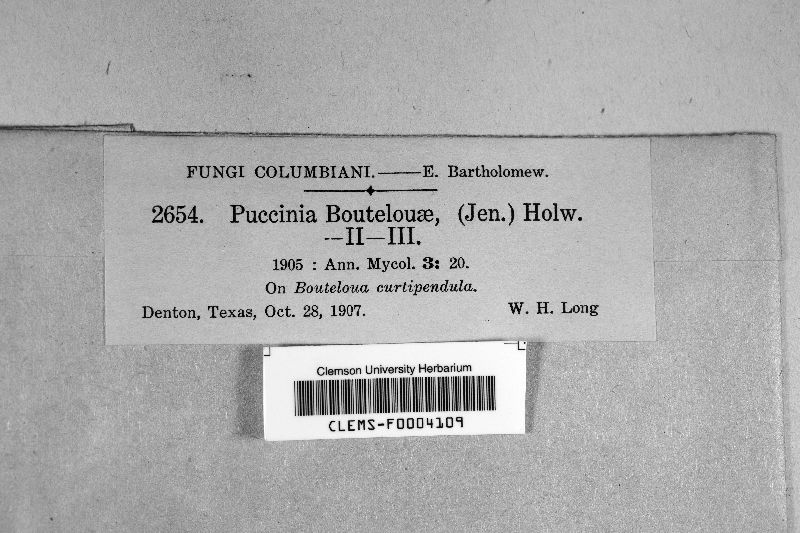 FUNGI COLUMBIANI.——E. Bartholomew.
2654. Puccinia Boutelouæ, (Jen.) Holw.
--II—III.
1905 : Ann. Mycol. 3: 20.
On Bouteloua curtipendula.
Denton, Texas, Oct. 28, 1907. W. H. Long
Clemson University Herbarium
CLEMS-F0004109